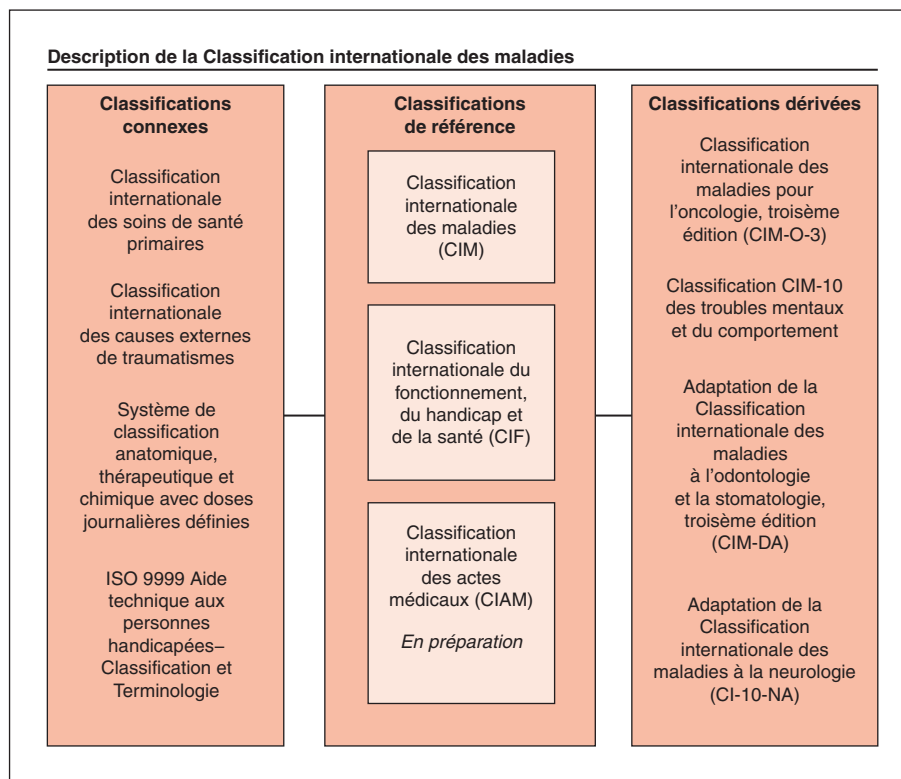 Description de la Classification internationale des maladies
Classifications
connexes
Classification
internationale
des soins de santé
primaires
Classification
internationale
des causes externes
de traumatismes
Système de
classification
anatomique,
thérapeutique et
chimique avec doses
journalières définies
ISO 9999 Aide
technique aux
personnes
handicapées–
Classification et
Terminologie
Classifications
de référence
Classification
internationale
des maladies
(CIM)
Classification
internationale du
fonctionnement,
du handicap et
de la santé (CIF)
Classification
internationale
des actes
médicaux (CIAM)
En préparation
Classifications dérivées
Classification
internationale des
maladies pour
l’oncologie, troisème
édition (CIM-O-3)
Classification CIM-10
des troubles mentaux
et du comportement
Adaptation de la
Classification
internationale des
maladies
à l’odontologie
et la stomatologie,
troisème édition
(CIM-DA)
Adaptation de la
Classification
internationale des
maladies à la neurologie
(CI-10-NA)